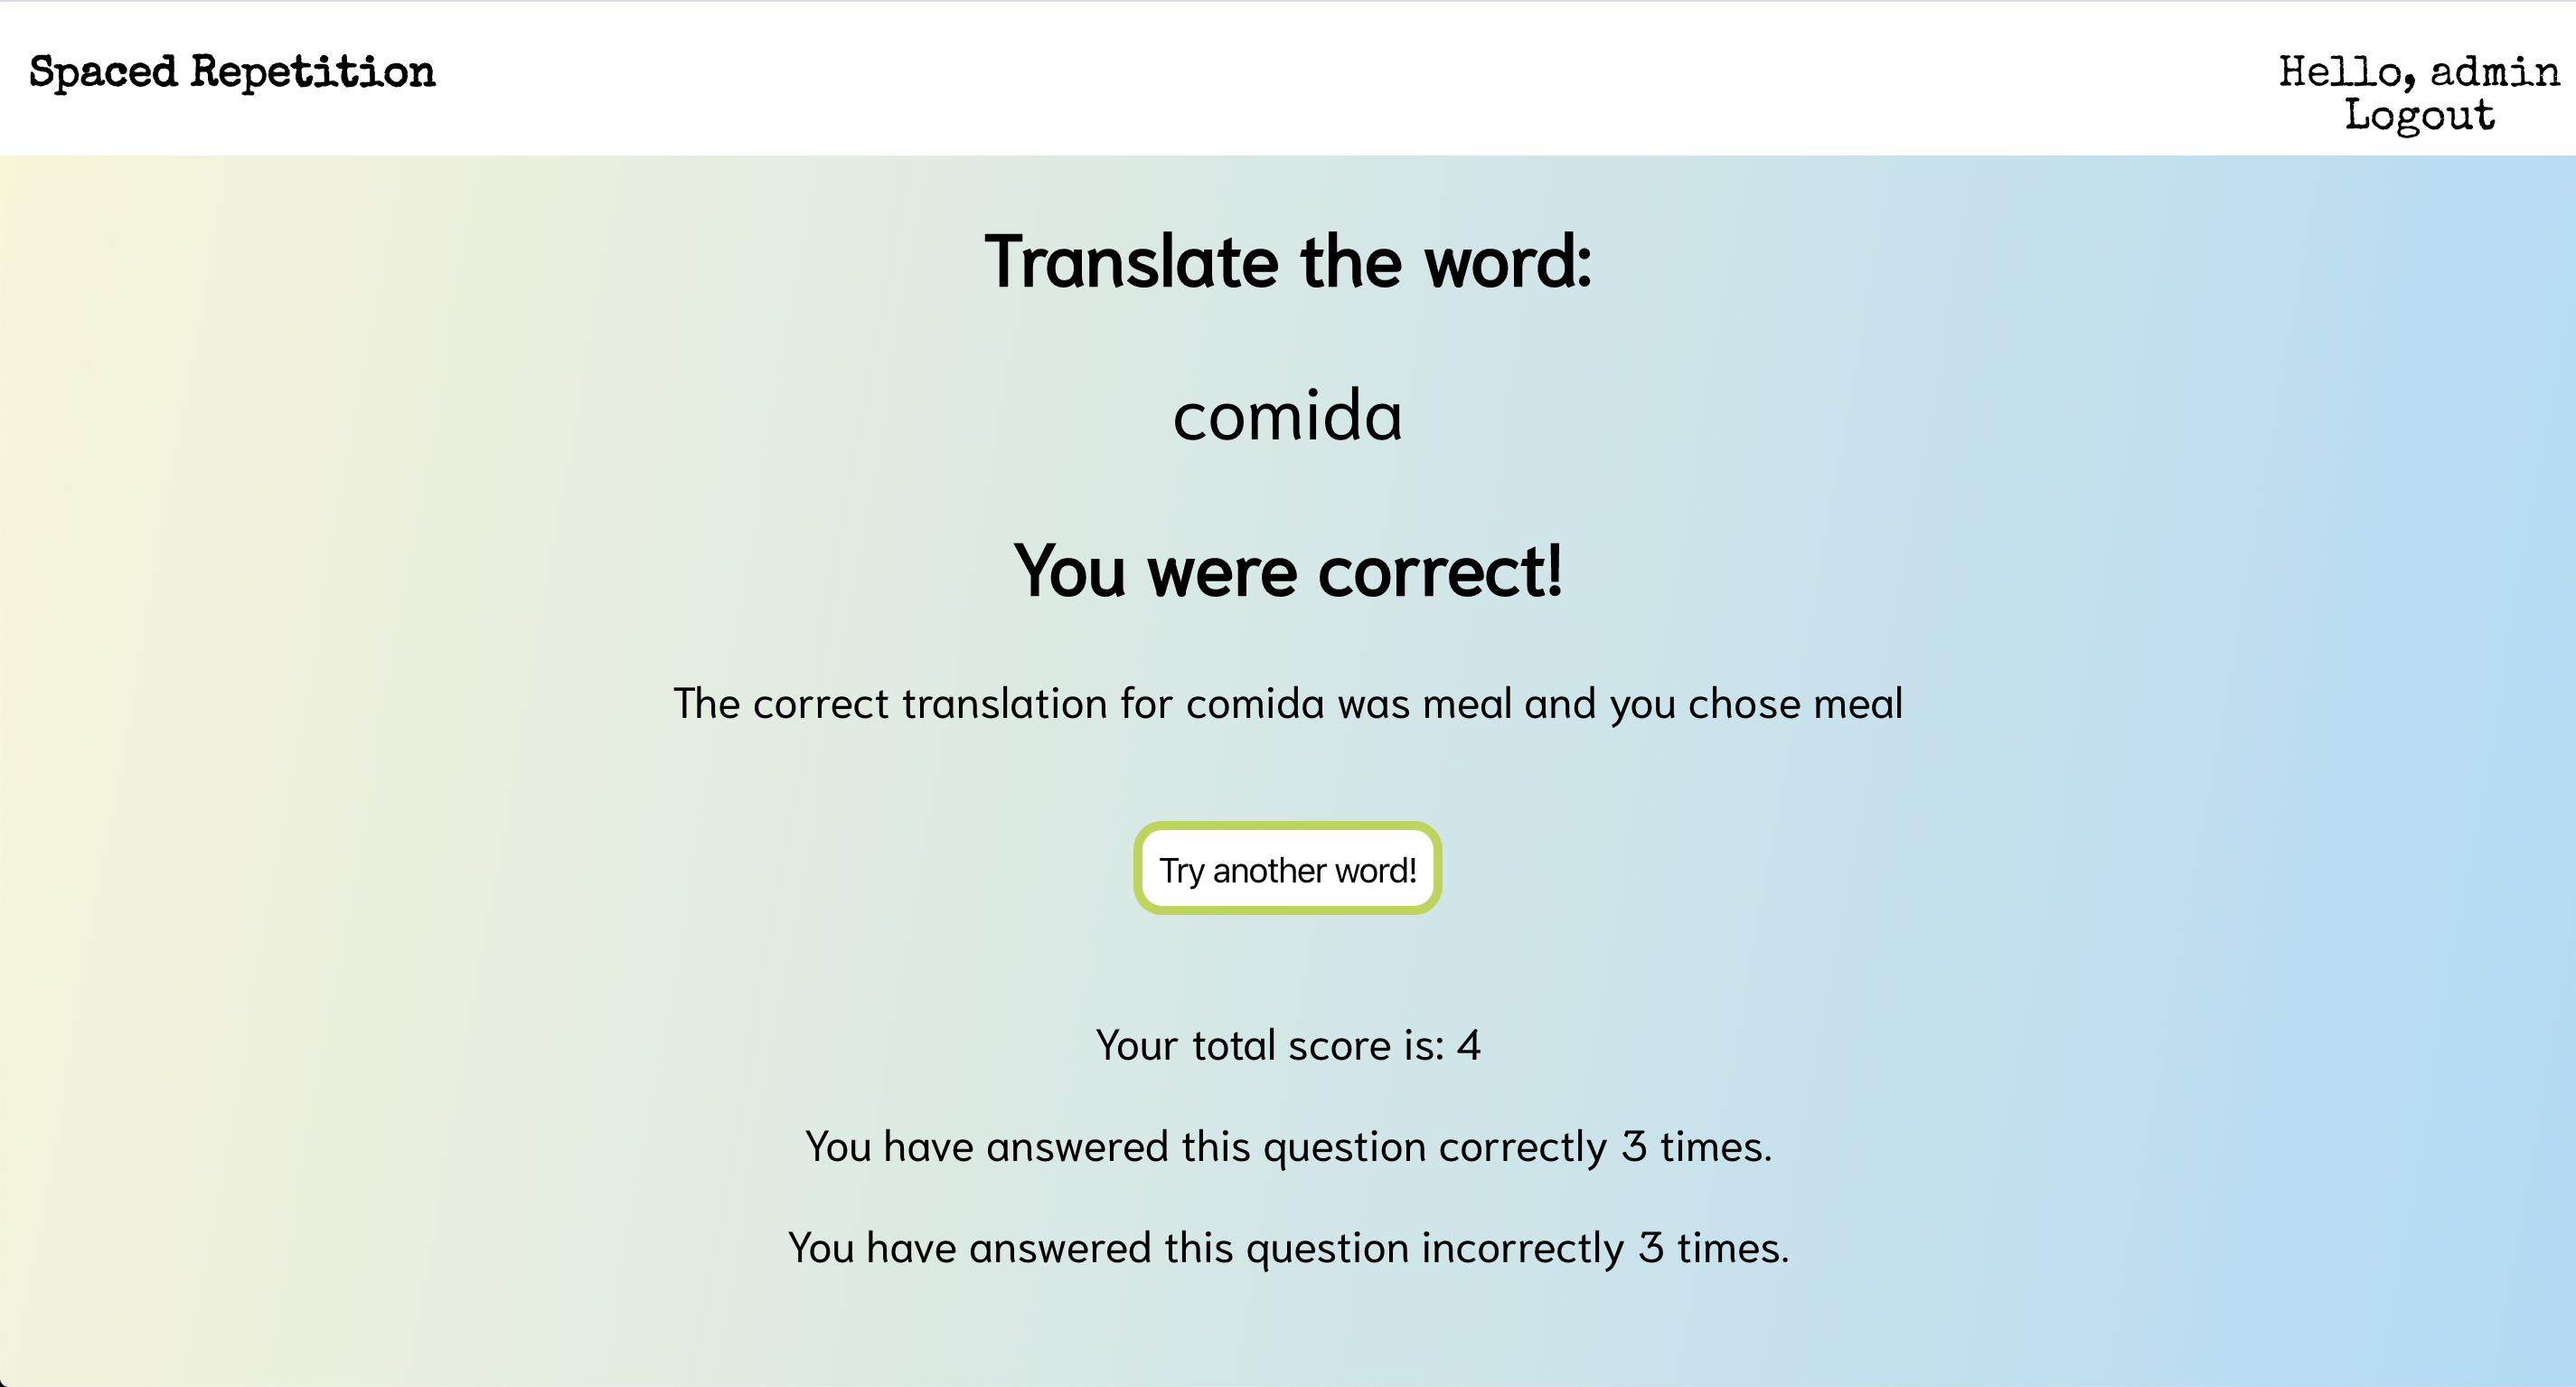 Spaced Repetition
Hello, admin
Logout
Translate the word:
comida
You were correct!
The correct translation for comida was meal and you chose meal
Try another word!
Your total score is: 4
You have answered this question correctly 3 times.
You have answered this question incorrectly 3 times.